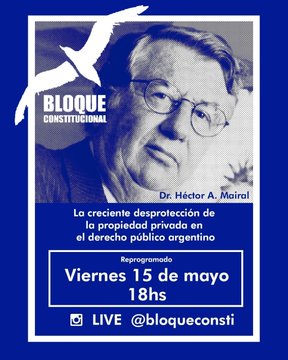 BLOQUE
CONSTITUCIONAL
Dr. Héctor A. Mairal
La creciente desprotección de
la propiedad privada en
el derecho público argentino
Reprogramado
Viernes 15 de mayo
18hs
LIVE @bloqueconsti